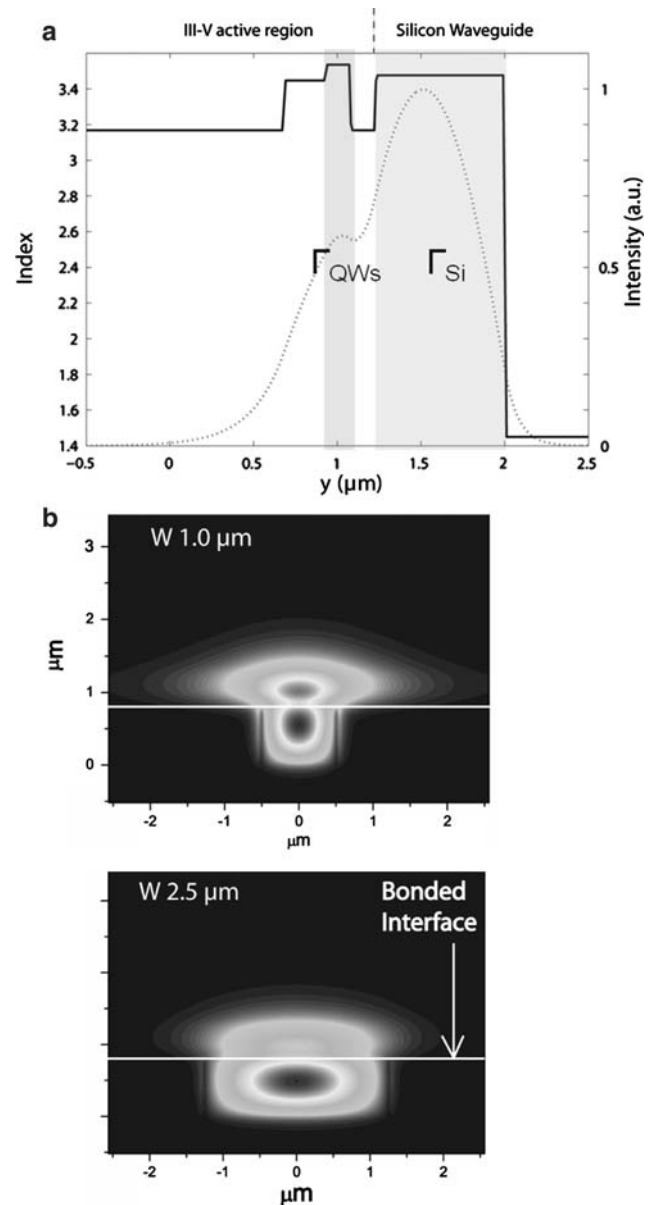 a
III-V active region
Silicon Waveguide
3.4
3.2
3
2.8
2.6
2.4
2.2
2
1.8
1.6
1.4
Index
1
0.5
0
Intensity (a.u.)
Γ QWs
Γ Si
−0.5 0 0.5 1 1.5 2 2.5
y (μm)
b
W 1.0 μm
3
2
1
0
μm
-2 -1 0 1 2
μm
W 2.5 μm
Bonded
Interface
-2 -1 0 1 2
μm